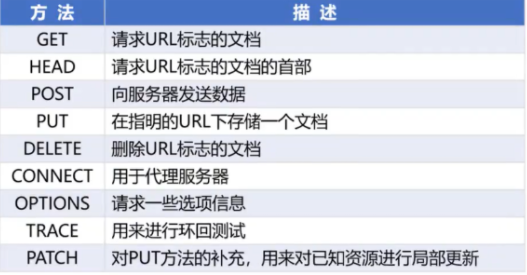 方 法 描 述
GET 请求URL标志的文档
HEAD 请求URL标志的文档的首部
POST 向服务器发送数据
PUT 在指明的URL下存储一个文档
DELETE 删除URL标志的文档
CONNECT 用于代理服务器
OPTIONS 请求一些选项信息
TRACE 用来进行环回测试
PATCH 对PUT方法的补充，用来对已知资源进行局部更新